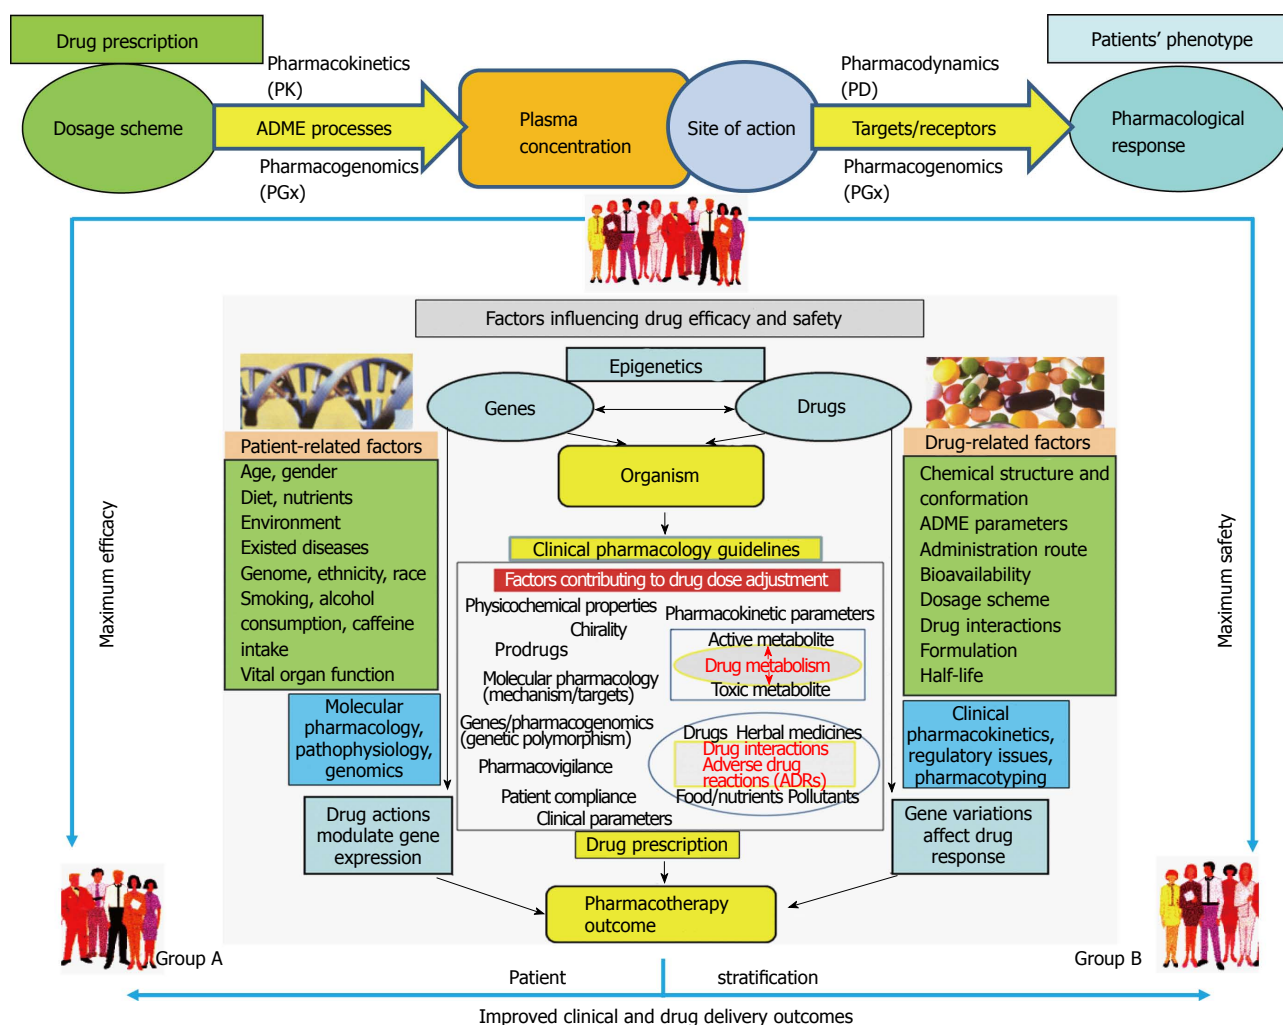 Drug prescription
Patients’ phenotype
Pharmacokinetics
(PK)
Pharmacodynamics
(PD)
Dosage scheme
ADME processes
Plasma
concentration
Site of action
Targets/receptors
Pharmacological
response
Pharmacogenomics
(PGx)
Pharmacogenomics
(PGx)
Factors influencing drug efficacy and safety
Epigenetics
Genes
Drugs
Organism
Patient-related factors
Age, gender
Diet, nutrients
Environment
Existed diseases
Genome, ethnicity, race
Smoking, alcohol
consumption, caffeine
intake
Vital organ function
Drug-related factors
Chemical structure and
conformation
ADME parameters
Administration route
Bioavailability
Dosage scheme
Drug interactions
Formulation
Half-life
Maximum efficacy
Maximum safety
Clinical pharmacology guidelines
Factors contributing to drug dose adjustment
Physicochemical properties
Chirality
Prodrugs
Molecular pharmacology
(mechanism/targets)
Genes/pharmacogenomics
(genetic polymorphism)
Pharmacovigilance
Patient compliance
Clinical parameters
Pharmacokinetic parameters
Active metabolite
Drug metabolism
Toxic metabolite
Drugs Herbal medicines
Drug interactions
Adverse drug
reactions (ADRs)
Food/nutrients Pollutants
Molecular
pharmacology,
pathophysiology,
genomics
Clinical
pharmacokinetics,
regulatory issues,
pharmacotyping
Drug actions
modulate gene
expression
Gene variations
affect drug
response
Drug prescription
Pharmacotherapy
outcome
Group A
Group B
Patient stratification
Improved clinical and drug delivery outcomes